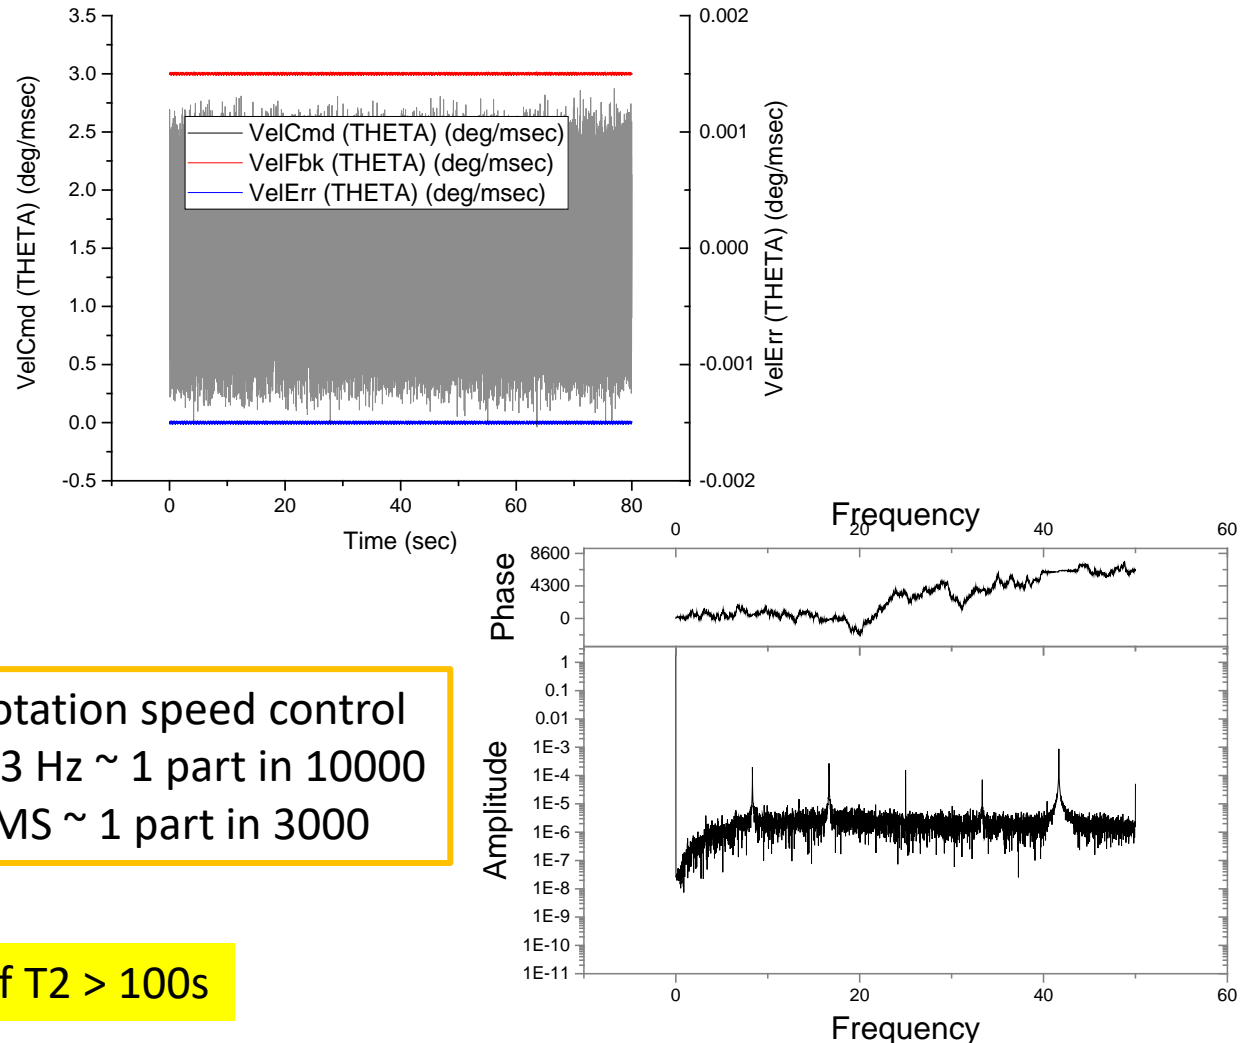 3.5
3.0
2.5
2.0
1.5
1.0
0.5
0.0
-0.5
VelCmd (THETA) (deg/msec)
VelCmd (THETA) (deg/msec)
VelFbk (THETA) (deg/msec)
VelErr (THETA) (deg/msec)
0.002
0.001
0.000
-0.001
-0.002
VelErr (THETA) (deg/msec)
0 20 40 60 80
Time (sec)
Frequency
0 20 40 60
8600
4300
0
Phase
1
0.1
0.01
1E-3
1E-4
1E-5
1E-6
1E-7
1E-8
1E-9
1E-10
1E-11
Amplitude
0 20 40 60
Frequency
otation speed control
3 Hz ~ 1 part in 10000
MS ~ 1 part in 3000
f T2 > 100s